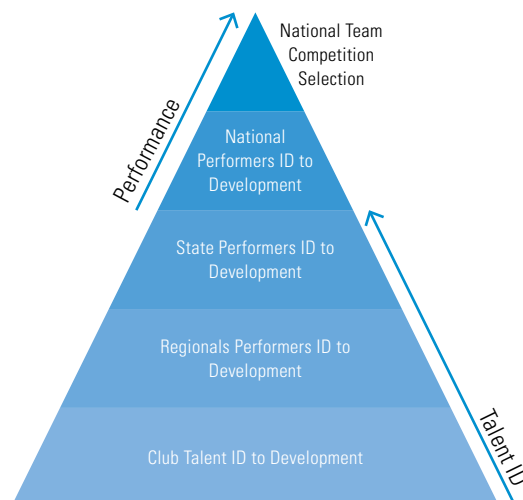 National Team
Competition
Selection
Performance
National
Performers ID to
Development
State Performers ID to
Development
Regionals Performers ID to
Development
Club Talent ID to Development
Talent ID